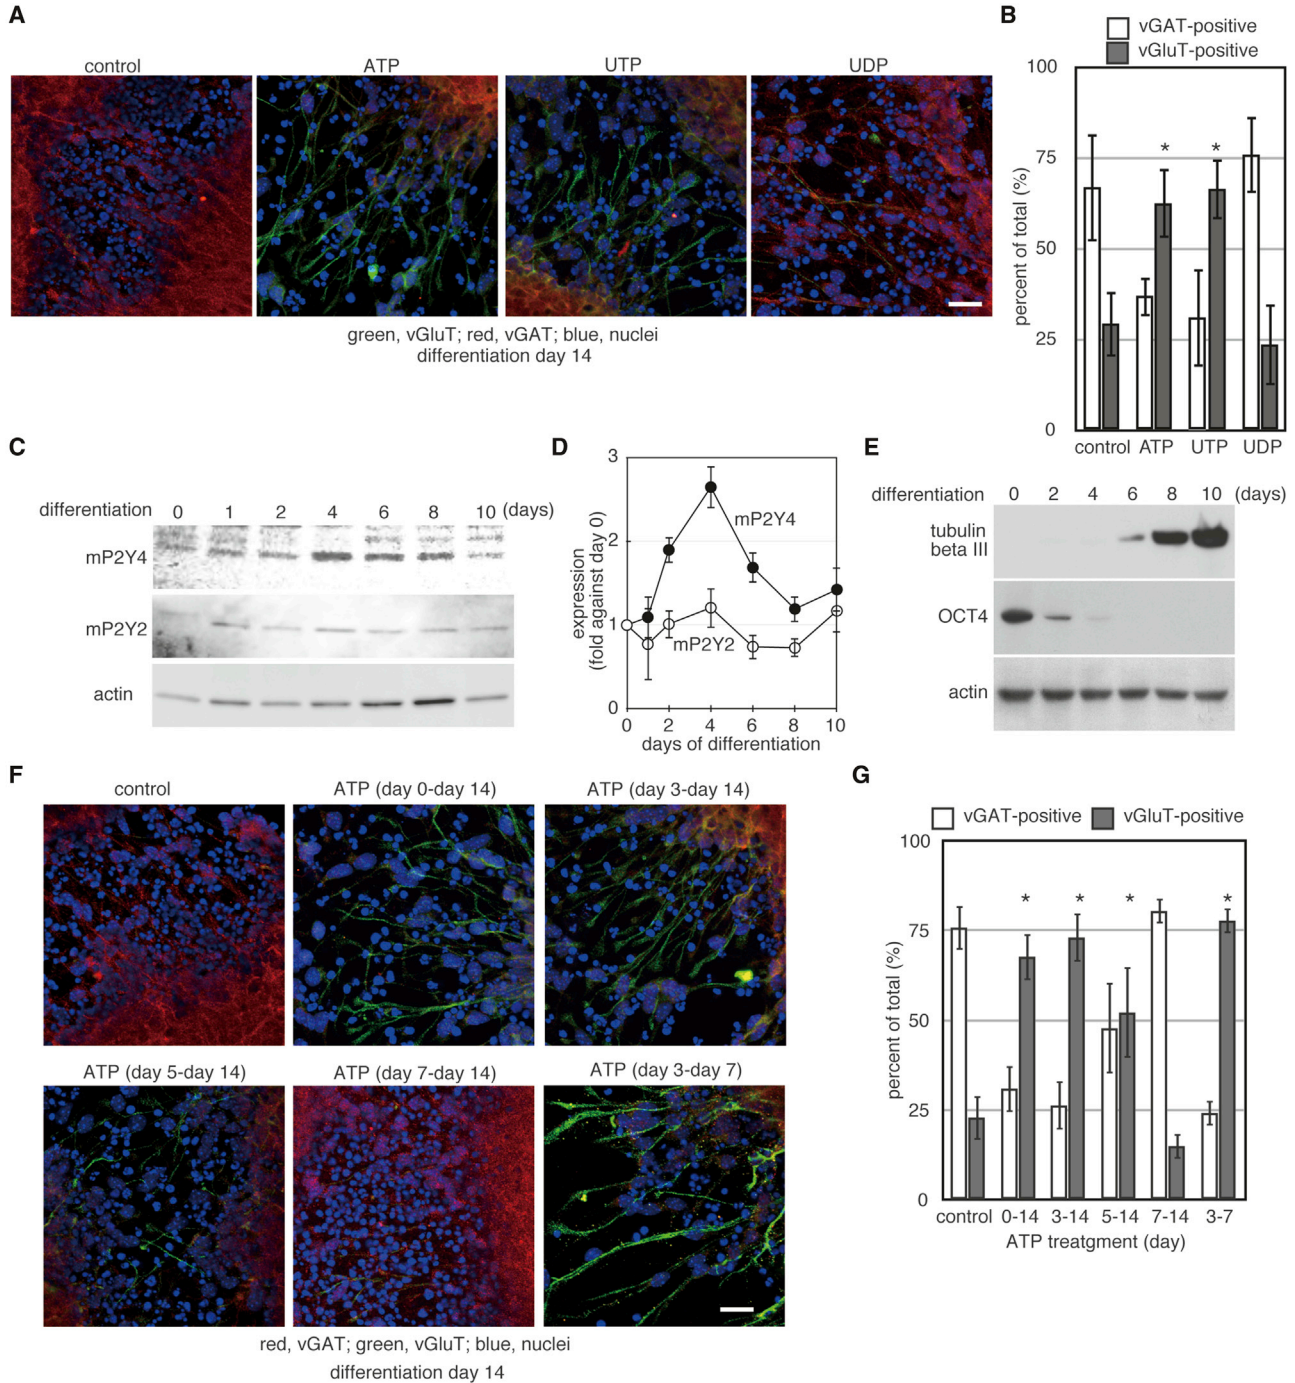 A
control
ATP
UTP
UDP
green, vGluT; red, vGAT; blue, nuclei
differentiation day 14
B
vGAT-positive
vGluT-positive
100
75
50
25
0
percent of total (%)
* *
control ATP UTP UDP
C
differentiation 0 1 2 4 6 8 10 (days)
mP2Y4
mP2Y2
actin
D
3
2
1
0
expression
(fold against day 0)
mP2Y4
mP2Y2
0 2 4 6 8 10
days of differentiation
E
differentiation 0 2 4 6 8 10 (days)
tubulin
beta III
OCT4
actin
F
control
ATP (day 0-day 14)
ATP (day 3-day 14)
ATP (day 5-day 14)
ATP (day 7-day 14)
ATP (day 3-day 7)
red, vGAT; green, vGluT; blue, nuclei
differentiation day 14
G
vGAT-positive vGluT-positive
100
75
50
25
0
percent of total (%)
* * * *
control 0-14 3-14 5-14 7-14 3-7
ATP treatgment (day)